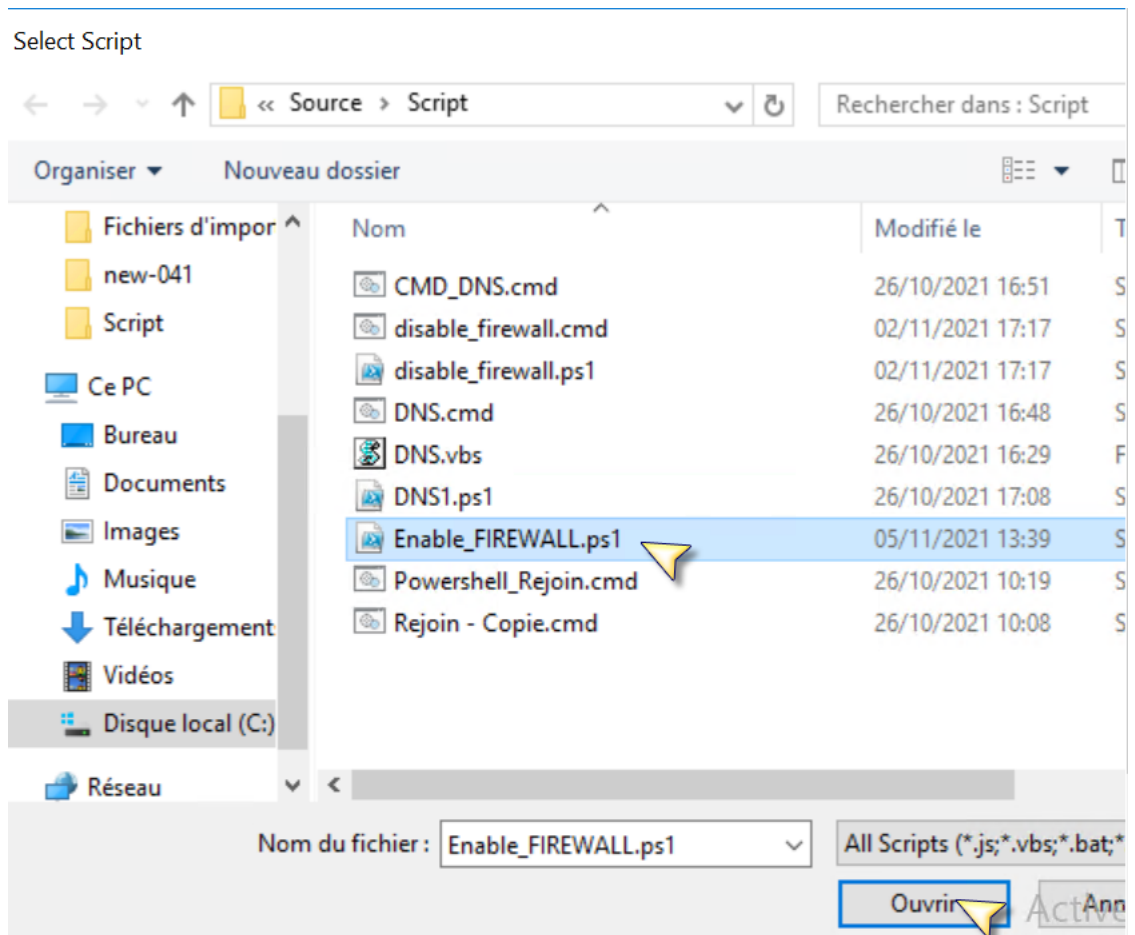 Select Script
« Source › Script
Rechercher dans : Script
Organiser
Nouveau dossier
Fichiers d'impor
new-041
Script
Ce PC
Bureau
Documents
Images
Musique
Téléchargement
Vidéos
Disque local (C:)
Réseau
Nom Modifié le
CMD_DNS.cmd 26/10/2021 16:51 S
disable_firewall.cmd 02/11/2021 17:17 S
disable_firewall.ps1 02/11/2021 17:17 S
DNS.cmd 26/10/2021 16:48 S
DNS.vbs 26/10/2021 16:29 F
DNS1.ps1 26/10/2021 17:08 S
Enable_FIREWALL.ps1 05/11/2021 13:39 S
Powershell_Rejoin.cmd 26/10/2021 10:19 S
Rejoin - Copie.cmd 26/10/2021 10:08 S
Nom du fichier : Enable_FIREWALL.ps1 All Scripts (*.js;*.vbs;*.bat;*
Ouvrir Ann